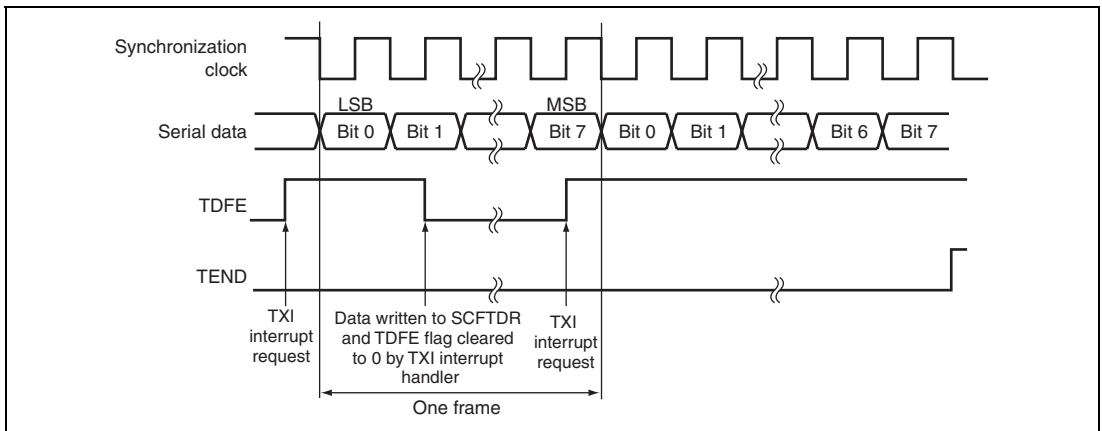 Synchronization
clock
LSB
MSB
Serial data
Bit 0
Bit 1
Bit 7
Bit 0
Bit 1
Bit 6
Bit 7
TDFE
TEND
TXI
interrupt
request
Data written to SCFTDR
and TDFE flag cleared
to 0 by TXI interrupt
handler
TXI
interrupt
request
One frame